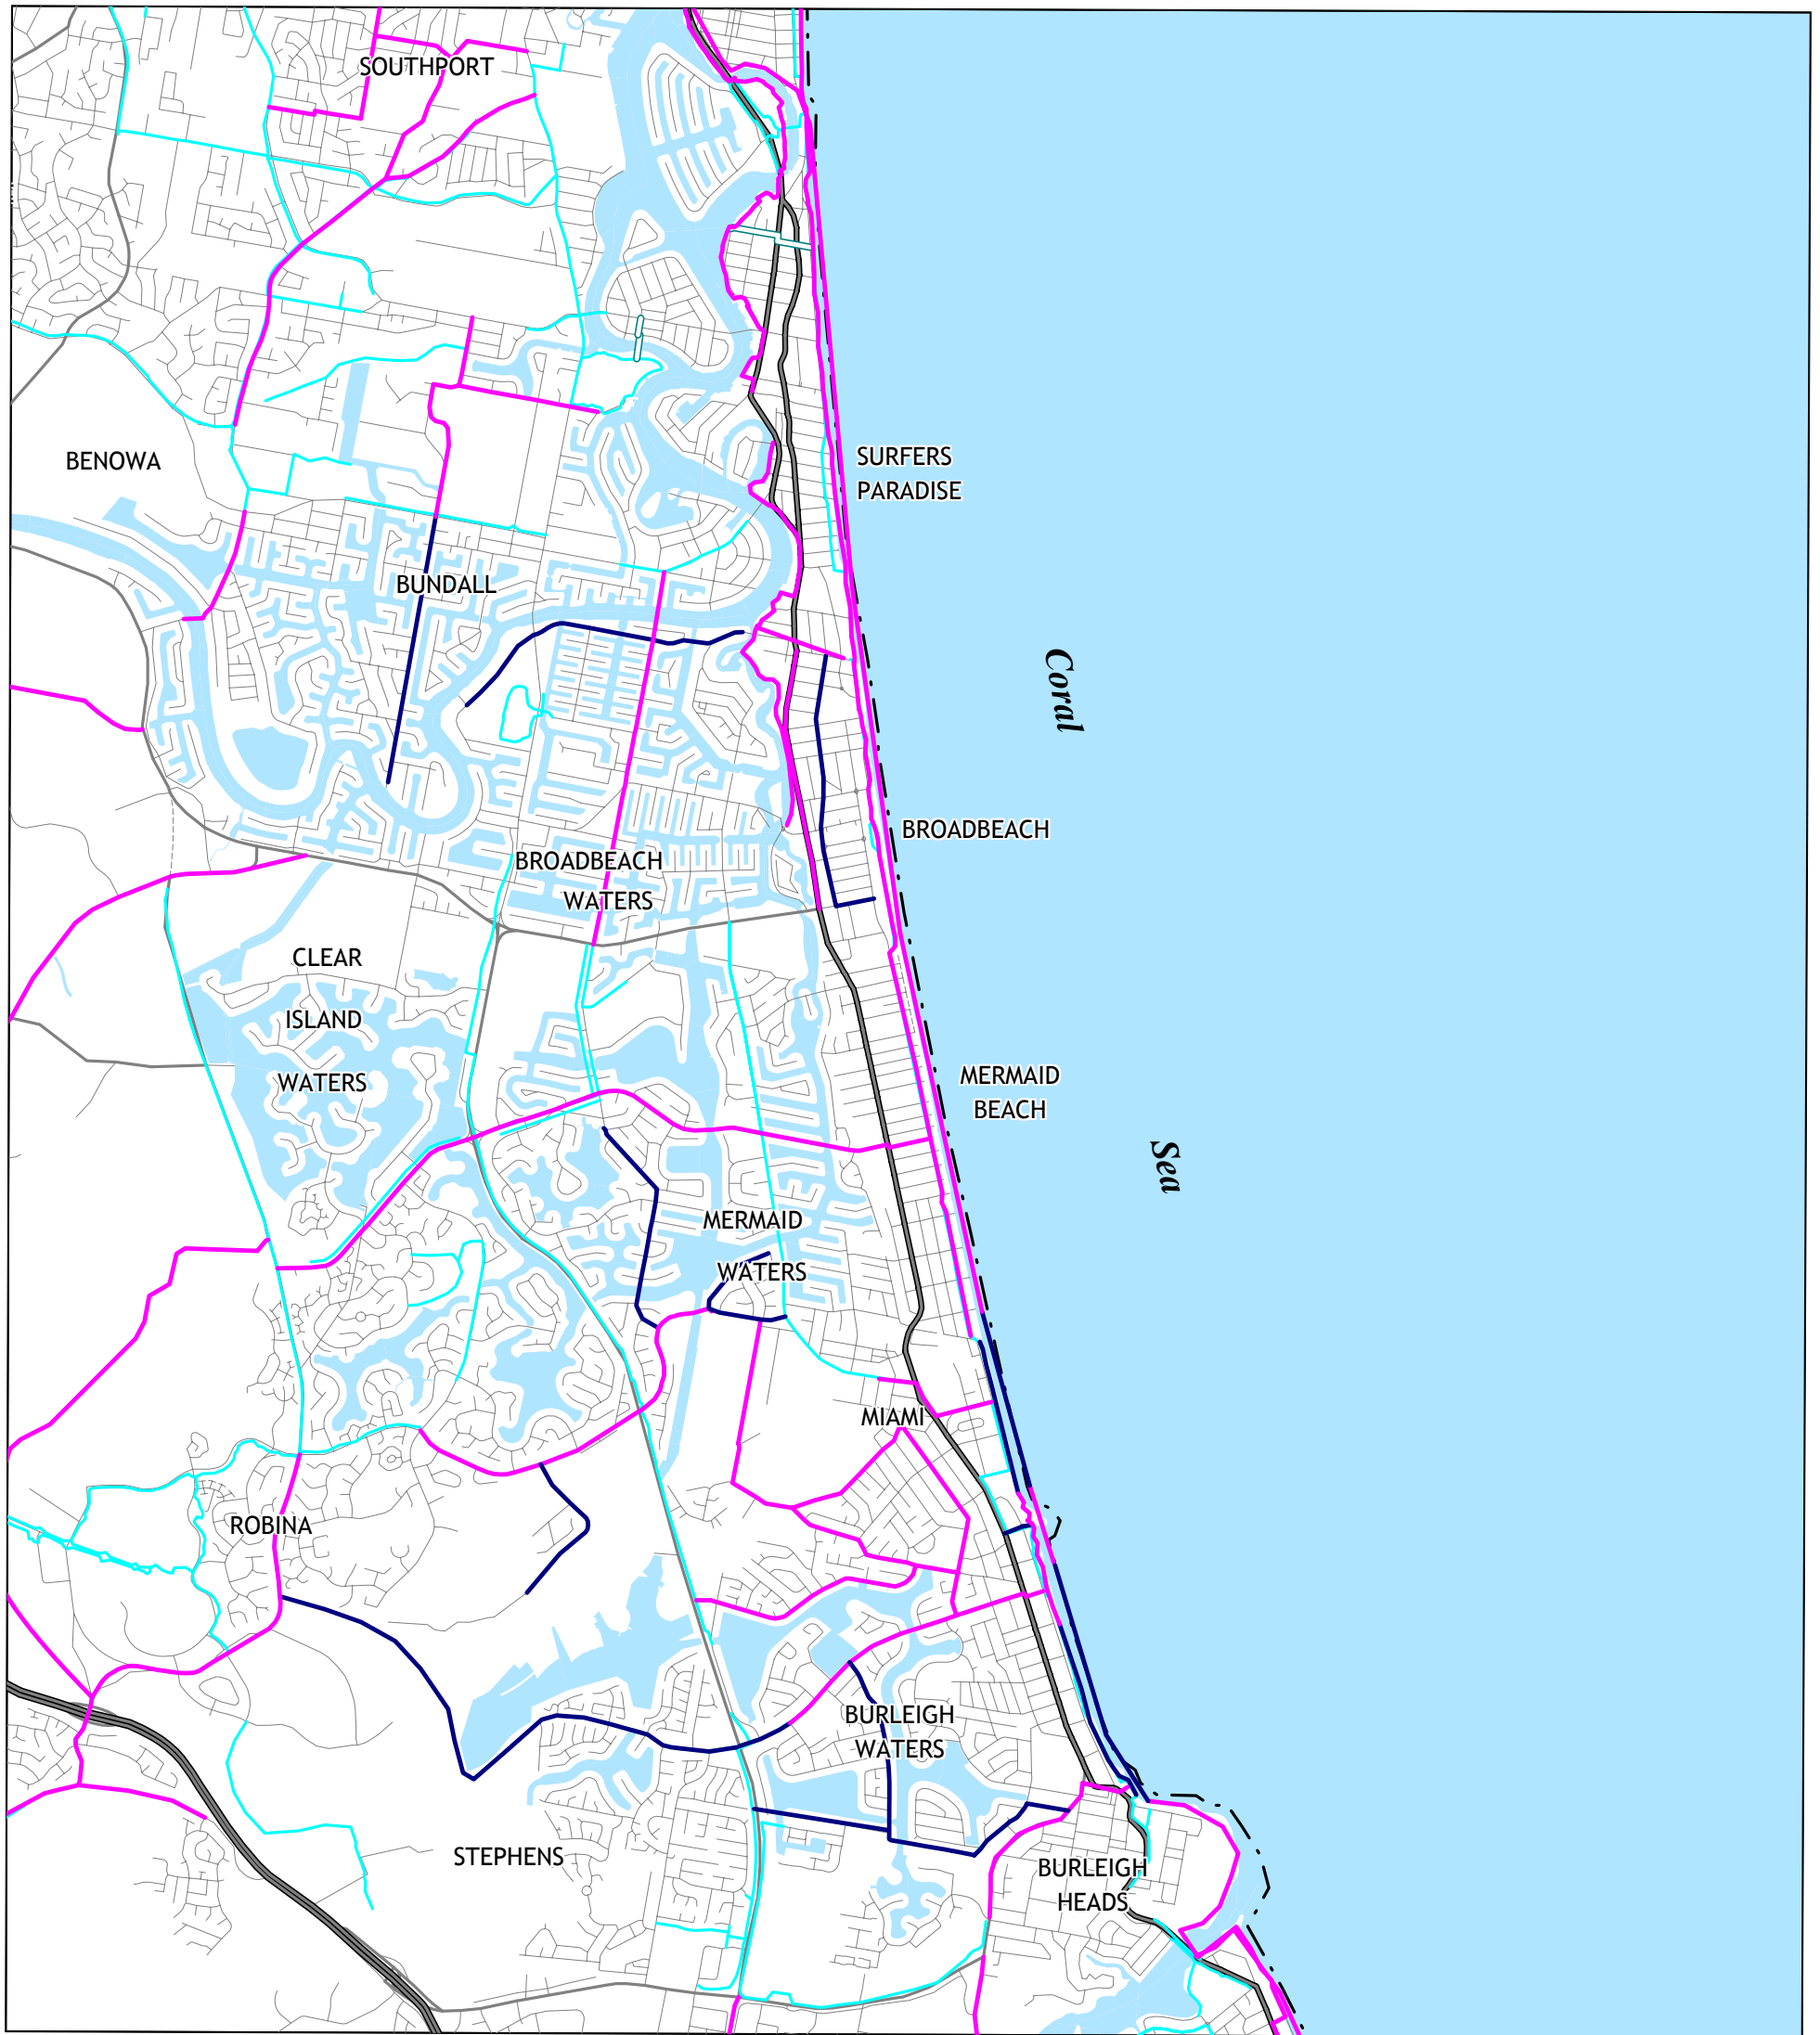 SOUTHPORT
BENOWA
SURFERS
PARADISE
BUNDALL
Coral
BROADBEACH
BROADBEACH
WATERS
CLEAR
ISLAND
WATERS
MERMAID
BEACH
Sea
MERMAID
WATERS
MIAMI
ROBINA
BURLEIGH
WATERS
STEPHENS
BURLEIGH
HEADS